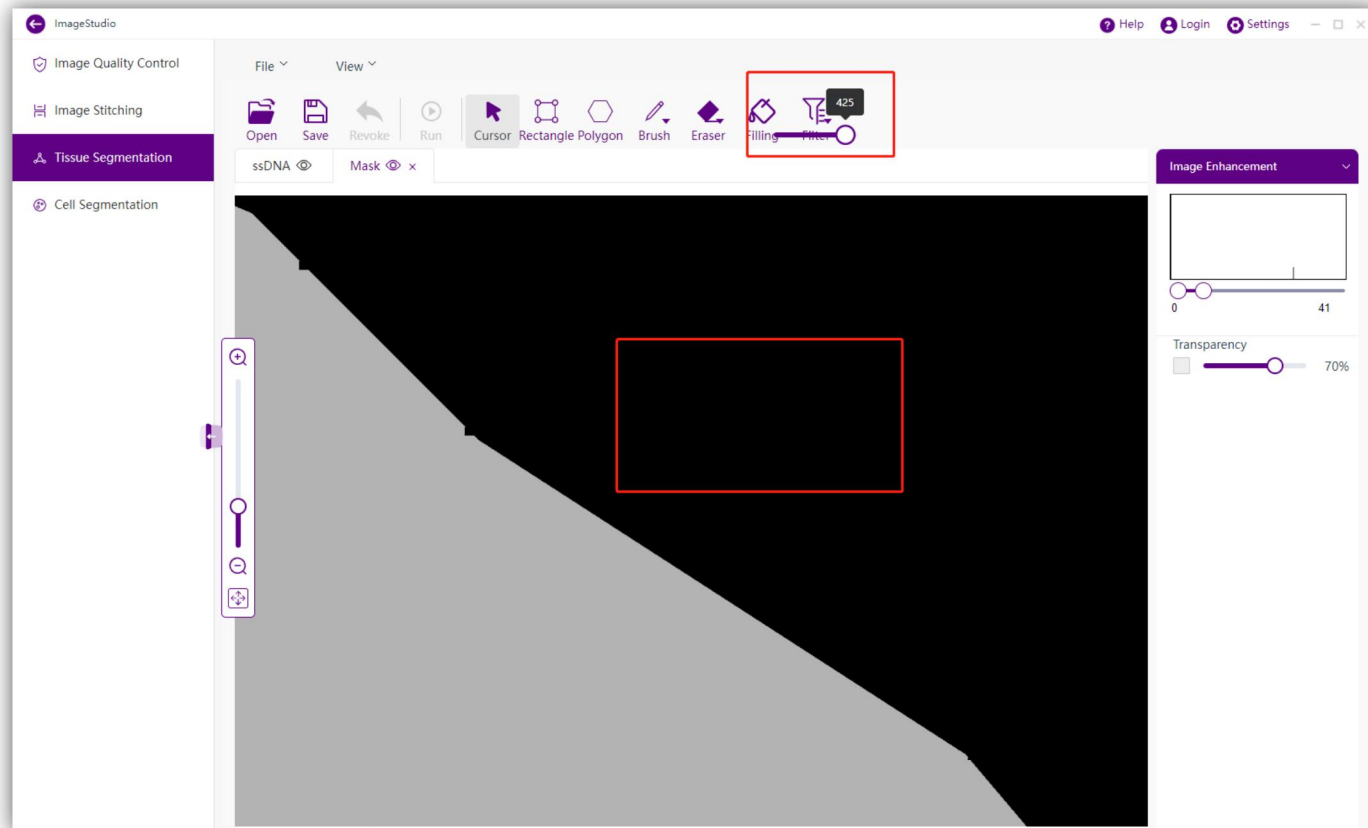 ImageStudio
Help Login Settings
Image Quality Control
Image Stitching
Tissue Segmentation
Cell Segmentation
File View
425
Open Save Revoke Run Cursor Rectangle Polygon Brush Eraser Filling Filter
ssDNA Mask ×
Image Enhancement
0 41
Transparency
70%